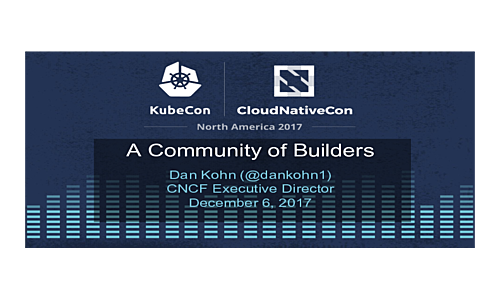 KubeCon
CloudNativeCon
North America 2017
A Community of Builders
Dan Kohn (@dankohn1)
CNCF Executive Director
December 6, 2017